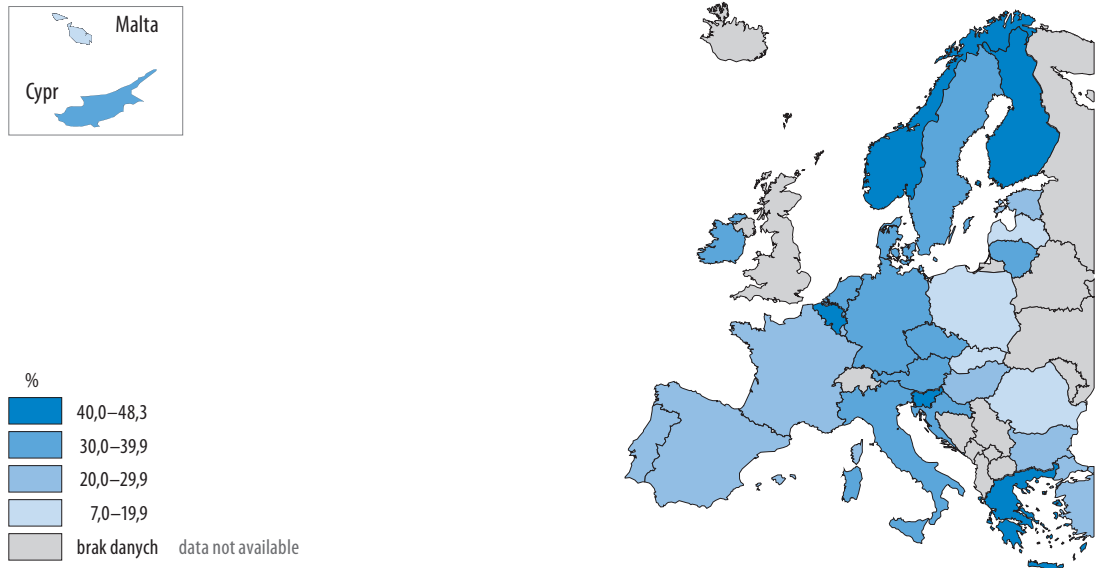 Malta
Cypr
%
40,0–48,3
30,0–39,9
20,0–29,9
7,0–19,9
brak danych data not available